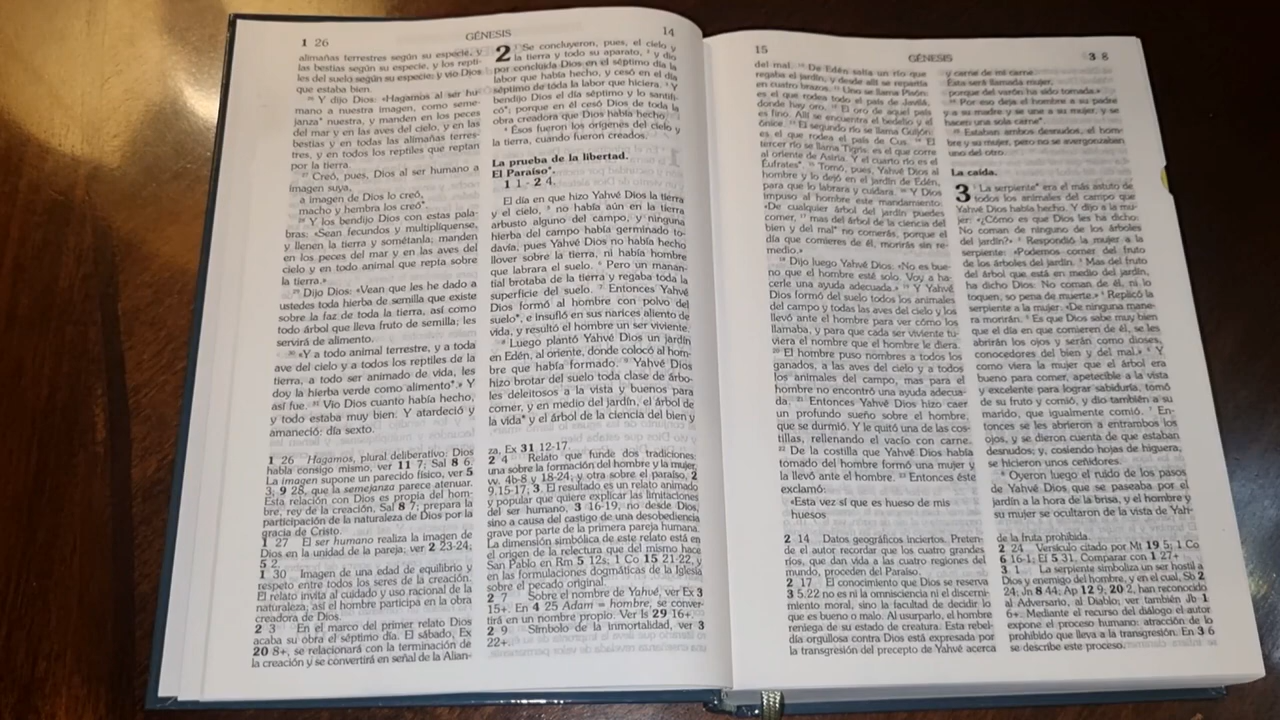 1 26
GÉNESIS
14
alimañas terrestres según su especie, y
las bestias según su especie, y los repti-
les del suelo según su especie; y vio Dios
que estaba bien.
26 Y dijo Dios: «Hagamos al ser hu-
mano a nuestra imagen, como seme-
janza* nuestra, y manden en los peces
del mar y en las aves del cielo, y en las
bestias y en todas las alimañas terres-
tres, y en todos los reptiles que reptan
por la tierra.
27 Creó, pues, Dios al ser humano a
imagen suya,
a imagen de Dios lo creó,
macho y hembra los creó*.
28 Y los bendijo Dios con estas pala-
bras: «Sean fecundos y multiplíquense,
y llenen la tierra y sométanla; manden
en los peces del mar y en las aves del
cielo y en todo animal que repta sobre
la tierra.»
29 Dijo Dios: «Vean que les he dado a
ustedes toda hierba de semilla que existe
sobre la faz de toda la tierra, así como
todo árbol que lleva fruto de semilla; les
servirá de alimento.
30 «Y a todo animal terrestre, y a toda
ave del cielo y a todos los reptiles de la
tierra, a todo ser animado de vida, les
doy la hierba verde como alimento*.» Y
así fue. 31 Vio Dios cuanto había hecho,
y todo estaba muy bien. Y atardeció y
amaneció: día sexto.
1 26 Hagamos, plural deliberativo: Dios
habla consigo mismo, ver 11 7; Sal 8 6.
La imagen supone un parecido físico, ver 5
3; 9 28, que la semejanza parece atenuar.
Esta relación con Dios es propia del hom-
bre, rey de la creación, Sal 8 7; prepara la
participación de la naturaleza de Dios por la
gracia de Cristo.
1 27 El ser humano realiza la imagen de
Dios en la unidad de la pareja; ver 2 23-24;
5 2.
1 30 Imagen de una edad de equilibrio y
respeto entre todos los seres de la creación.
El relato invita al cuidado y uso racional de la
naturaleza; así el hombre participa en la obra
creadora de Dios.
2 3 En el marco del primer relato Dios
acaba su obra el séptimo día. El sábado, Ex
20 8+, se relacionará con la terminación de
la creación y se convertirá en señal de la Alian-
2 1 Se concluyeron, pues, el cielo y
la tierra y todo su aparato, 2 y dio
por concluida Dios en el séptimo día la
labor que había hecho, y cesó en el día
séptimo de toda la labor que hiciera. 3 Y
bendijo Dios el día séptimo y lo santifi-
có*; porque en él cesó Dios de toda la
obra creadora que Dios había hecho.
4 Esos fueron los orígenes del cielo y
la tierra, cuando fueron creados.
La prueba de la libertad.
El Paraíso*.
1 1 - 2 4.
El día en que hizo Yahvé Dios la tierra
y el cielo, 5 no había aún en la tierra
arbusto alguno del campo, y ninguna
hierba del campo había germinado to-
davía, pues Yahvé Dios no había hecho
llover sobre la tierra, ni había hombre
que labrara el suelo. 6 Pero un manan-
tial brotaba de la tierra y regaba toda la
superficie del suelo. 7 Entonces Yahvé
Dios formó al hombre con polvo del
suelo*, e insufló en sus narices aliento de
vida, y resultó el hombre un ser viviente.
8 Luego plantó Yahvé Dios un jardín
en Edén, al oriente, donde colocó al hom-
bre que había formado. 9 Yahvé Dios
hizo brotar del suelo toda clase de árbo-
les deleitosos a la vista y buenos para
comer, y en medio del jardín, el árbol de
la vida* y el árbol de la ciencia del bien y
za, Ex 31 12-17.
2 4 Relato que funde dos tradiciones:
una sobre la formación del hombre y la mujer,
vv. 4b-8 y 18-24; y otra sobre el paraíso, 2
9.15-17; 3. El resultado es un relato animado
y popular que quiere explicar las limitaciones
del ser humano, 3 16-19, no desde Dios,
sino a causa del castigo de una desobediencia
grave por parte de la primera pareja humana.
La dimensión simbólica de este relato está en
el origen de la relectura que del mismo hace
San Pablo en Rm 5 12s; 1 Co 15 21-22, y
en las formulaciones dogmáticas de la Iglesia
sobre el pecado original.
2 7 Sobre el nombre de Yahvé, ver Ex 3
15+. En 4 25 Adam = hombre, se conver-
tirá en un nombre propio. Ver Is 29 16+.
2 9 Símbolo de la inmortalidad, ver 3
22+.
15
GÉNESIS
3 8
del mal. 10 De Edén salía un río que
regaba el jardín, y desde allí se repartía
en cuatro brazos. 11 Uno se llama Pisón:
es el que rodea todo el país de Javilá,
donde hay oro. 12 El oro de aquel país
es fino. Allí se encuentra el bedelio y el
ónice. 13 El segundo río se llama Guijón:
es el que rodea el país de Cus. 14 El
tercer río se llama Tigris: es el que corre
al oriente de Asiria. Y el cuarto río es el
Éufrates*. 15 Tomó, pues, Yahvé Dios al
hombre y lo dejó en el jardín de Edén,
para que lo labrara y cuidara. 16 Y Dios
impuso al hombre este mandamiento:
«De cualquier árbol del jardín puedes
comer, 17 mas del árbol de la ciencia del
bien y del mal* no comerás, porque el
día que comieres de él, morirás sin re-
medio.»
18 Dijo luego Yahvé Dios: «No es bue-
no que el hombre esté solo. Voy a ha-
cerle una ayuda adecuada.» 19 Y Yahvé
Dios formó del suelo todos los animales
del campo y todas las aves del cielo y los
llevó ante el hombre para ver cómo los
llamaba, y para que cada ser viviente tu-
viera el nombre que el hombre le diera.
20 El hombre puso nombres a todos los
ganados, a las aves del cielo y a todos
los animales del campo, mas para el
hombre no encontró una ayuda adecua-
da. 21 Entonces Yahvé Dios hizo caer
un profundo sueño sobre el hombre,
que se durmió. Y le quitó una de las cos-
tillas, rellenando el vacío con carne.
22 De la costilla que Yahvé Dios había
tomado del hombre formó una mujer y
la llevó ante el hombre. 23 Entonces éste
exclamó:
«Esta vez sí que es hueso de mis
huesos
2 14 Datos geográficos inciertos. Preten-
de el autor recordar que los cuatro grandes
ríos, que dan vida a las cuatro regiones del
mundo, proceden del Paraíso.
2 17 El conocimiento que Dios se reserva
3 5.22 no es ni la omnisciencia ni el discerni-
miento moral, sino la facultad de decidir lo
que es bueno o malo. Al usurparlo, el hombre
reniega de su estado de creatura. Esta rebel-
día orgullosa contra Dios está expresada por
la transgresión del precepto de Yahvé acerca
y carne de mi carne.
Ésta será llamada mujer,
porque del varón ha sido tomada.»
24 Por eso deja el hombre a su padre
y a su madre y se une a su mujer, y se
hacen una sola carne*.
25 Estaban ambos desnudos, el hom-
bre y su mujer, pero no se avergonzaban
uno del otro.
La caída.
3 1 La serpiente* era el más astuto de
todos los animales del campo que
Yahvé Dios había hecho. Y dijo a la mu-
jer: «¿Cómo es que Dios les ha dicho:
No coman de ninguno de los árboles
del jardín?» 2 Respondió la mujer a la
serpiente: «Podemos comer del fruto
de los árboles del jardín. 3 Mas del fruto
del árbol que está en medio del jardín,
ha dicho Dios: No coman de él, ni lo
toquen, so pena de muerte.» 4 Replicó la
serpiente a la mujer: «De ninguna mane-
ra morirán. 5 Es que Dios sabe muy bien
que el día en que comieren de él, se les
abrirán los ojos y serán como dioses,
conocedores del bien y del mal.» 6 Y
como viera la mujer que el árbol era
bueno para comer, apetecible a la vista
y excelente para lograr sabiduría, tomó
de su fruto y comió, y dio también a su
marido, que igualmente comió. 7 En-
tonces se les abrieron a entrambos los
ojos, y se dieron cuenta de que estaban
desnudos; y, cosiendo hojas de higuera,
se hicieron unos ceñidores.
8 Oyeron luego el ruido de los pasos
de Yahvé Dios que se paseaba por el
jardín a la hora de la brisa, y el hombre y
su mujer se ocultaron de la vista de Yah-
de la fruta prohibida.
2 24 Versículo citado por Mt 19 5; 1 Co
6 16-1; Ef 5 31. Comparar con 1 27+
3 1 La serpiente simboliza un ser hostil a
Dios y enemigo del hombre, y en el cual, Sb 2
24; Jn 8 44; Ap 12 9, 20 2, han reconocido
al Adversario, al Diablo; ver también Jb 1
6+. Mediante el recurso del diálogo el autor
expone el proceso humano: atracción de lo
prohibido que lleva a la transgresión. En 3 6
se describe este proceso.